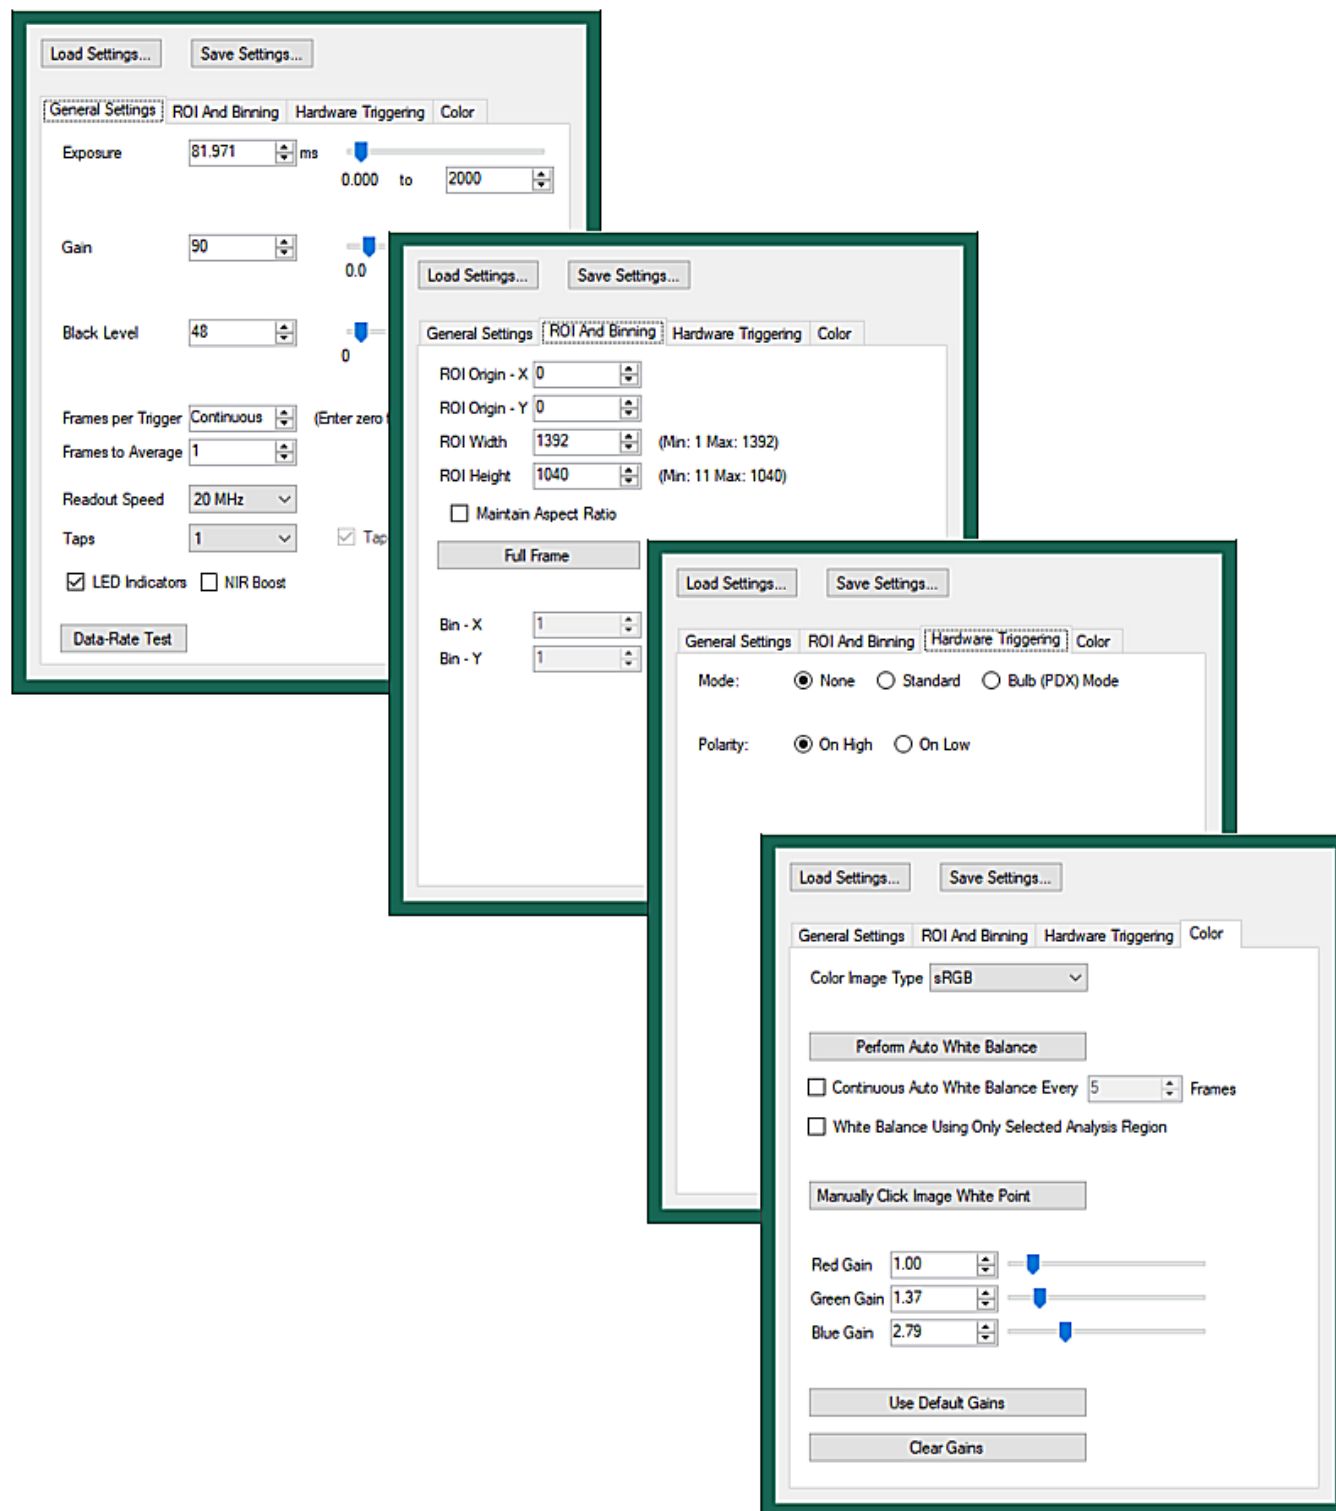 Load Settings... Save Settings...
General Settings ROI And Binning Hardware Triggering Color
Exposure 81.971 ms
0.000 to 2000
Gain 90
0.0
Black Level 48
0
Frames per Trigger Continuous (Enter zero
Frames to Average 1
Readout Speed 20 MHz
Taps 1 Tap
LED Indicators NIR Boost
Data-Rate Test
Load Settings... Save Settings...
General Settings ROI And Binning Hardware Triggering Color
ROI Origin - X 0
ROI Origin - Y 0
ROI Width 1392 (Min: 1 Max: 1392)
ROI Height 1040 (Min: 11 Max: 1040)
Maintain Aspect Ratio
Full Frame
Bin - X 1
Bin - Y 1
Load Settings... Save Settings...
General Settings ROI And Binning Hardware Triggering Color
Mode: None Standard Bulb (PDX) Mode
Polarity: On High On Low
Load Settings... Save Settings...
General Settings ROI And Binning Hardware Triggering Color
Color Image Type sRGB
Perform Auto White Balance
Continuous Auto White Balance Every 5 Frames
White Balance Using Only Selected Analysis Region
Manually Click Image White Point
Red Gain 1.00
Green Gain 1.37
Blue Gain 2.79
Use Default Gains
Clear Gains